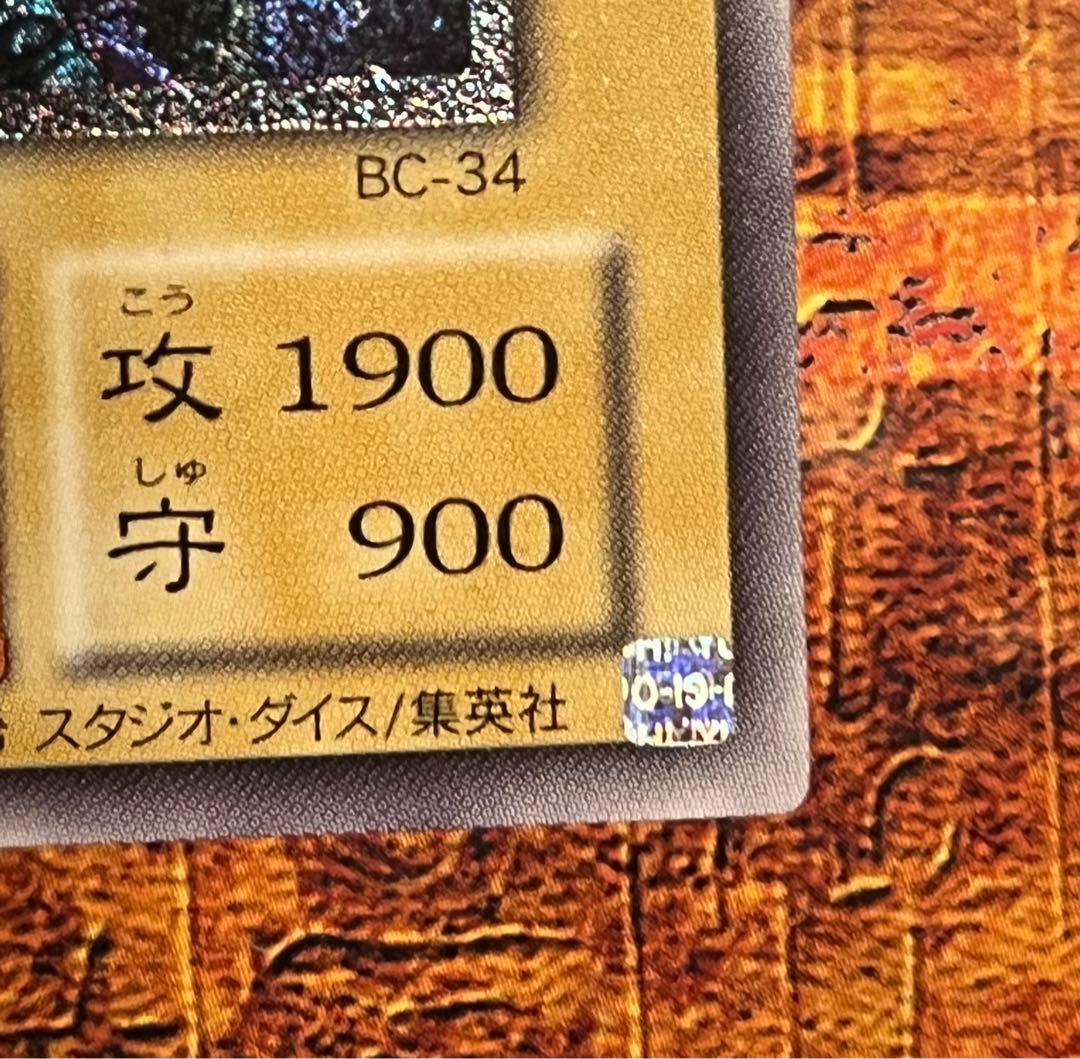 BC-34
こう
攻 1900
しゅ
守 900
スタジオ・ダイス/集英社